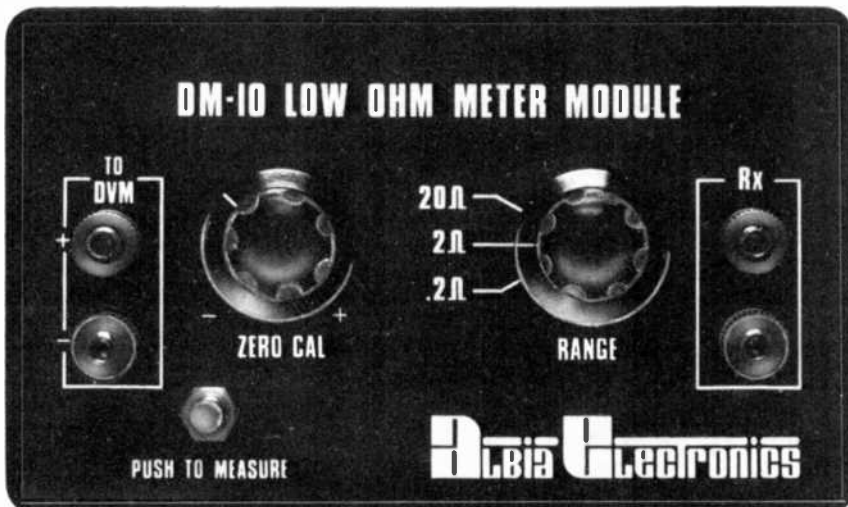 DM-10 LOW OHM METER MODULE
TO
DVM
+
-
- +
ZERO CAL
20Ω
2Ω
.2Ω
RANGE
Rx
PUSH TO MEASURE
Albia Electronics